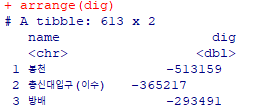 + arrange(dig)
# A tibble: 613 x 2
name dig
<chr> <dbl>
1 봉천 -513159
2 총신대입구(이수) -365217
3 방배 -293491